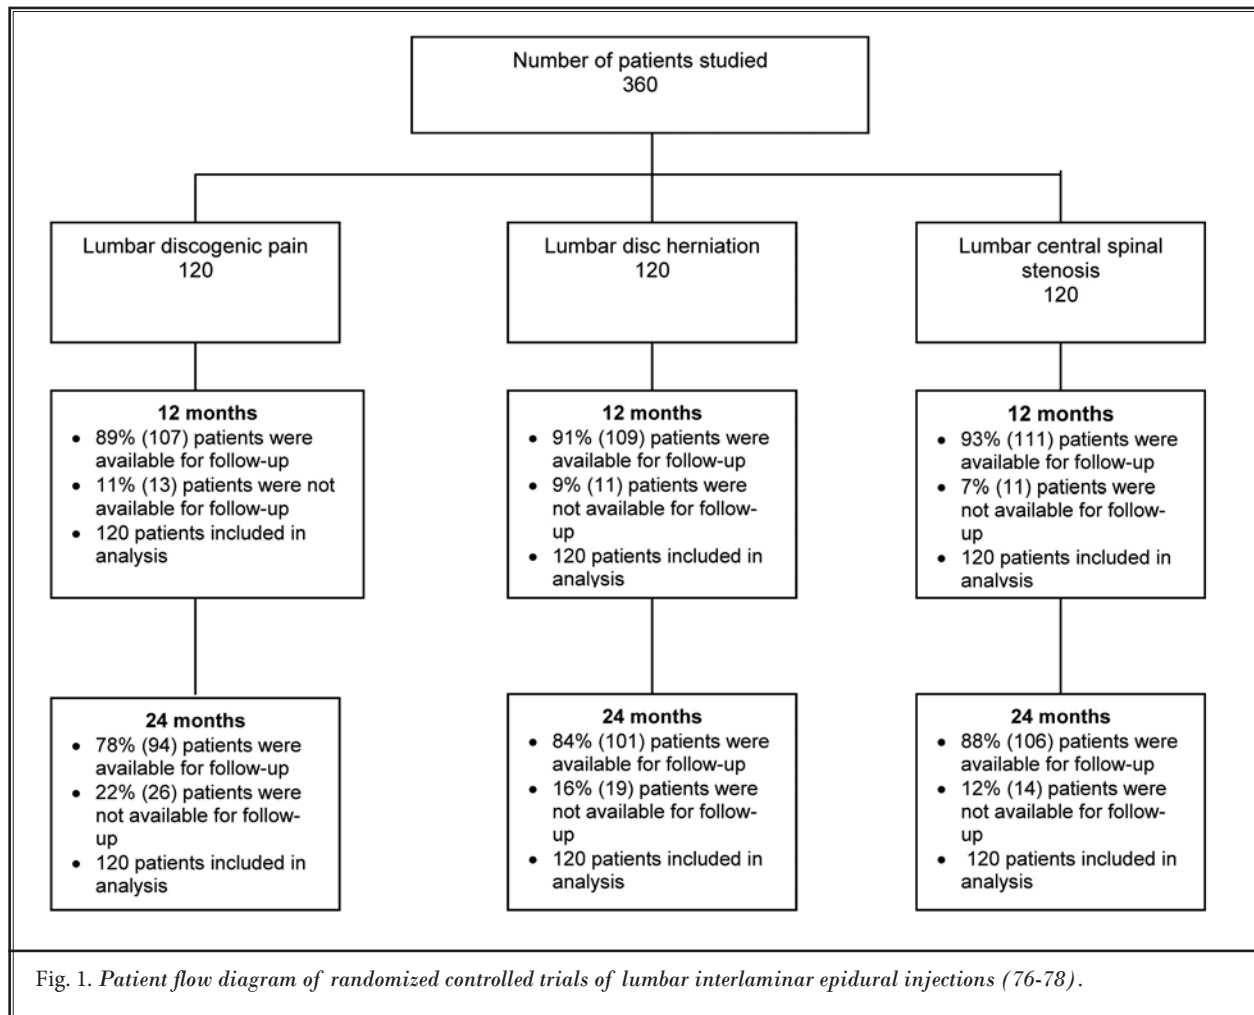 Number of patients studied
360
Lumbar discogenic pain
120
Lumbar disc herniation
120
Lumbar central spinal
stenosis
120
12 months
• 89% (107) patients were
available for follow-up
• 11% (13) patients were not
available for follow-up
• 120 patients included in
analysis
12 months
• 91% (109) patients were
available for follow-up
• 9% (11) patients were
not available for follow-
up
• 120 patients included in
analysis
12 months
• 93% (111) patients were
available for follow-up
• 7% (11) patients were
not available for follow-
up
• 120 patients included in
analysis
24 months
• 78% (94) patients were
available for follow-up
• 22% (26) patients were
not available for follow-
up
• 120 patients included in
analysis
24 months
• 84% (101) patients were
available for follow-up
• 16% (19) patients were
not available for follow-
up
• 120 patients included in
analysis
24 months
• 88% (106) patients were
available for follow-up
• 12% (14) patients were
not available for follow-
up
• 120 patients included in
analysis
Fig. 1. Patient flow diagram of randomized controlled trials of lumbar interlaminar epidural injections (76-78).